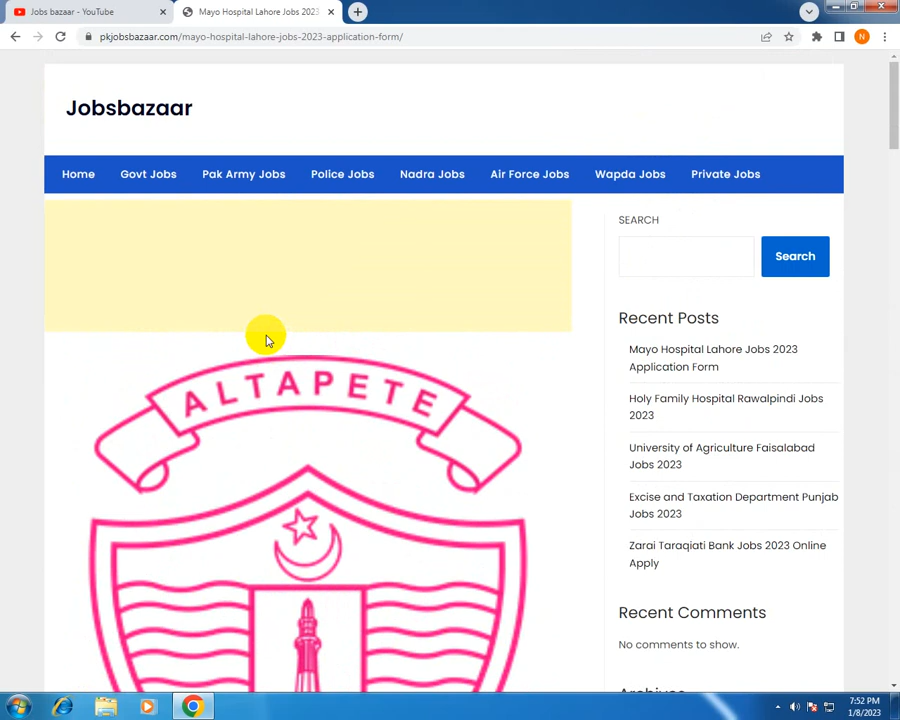 Jobs bazaar - YouTube
Mayo Hospital Lahore Jobs 2023
pkjobsbazaar.com/mayo-hospital-lahore-jobs-2023-application-form/
N
Jobsbazaar
Home Govt Jobs Pak Army Jobs Police Jobs Nadra Jobs Air Force Jobs Wapda Jobs Private Jobs
SEARCH
Search
Recent Posts
Mayo Hospital Lahore Jobs 2023
Application Form
Holy Family Hospital Rawalpindi Jobs
2023
University of Agriculture Faisalabad
Jobs 2023
Excise and Taxation Department Punjab
Jobs 2023
Zarai Taraqiati Bank Jobs 2023 Online
Apply
Recent Comments
No comments to show.
Archives
ALTAPETE
7:52 PM
1/8/2023